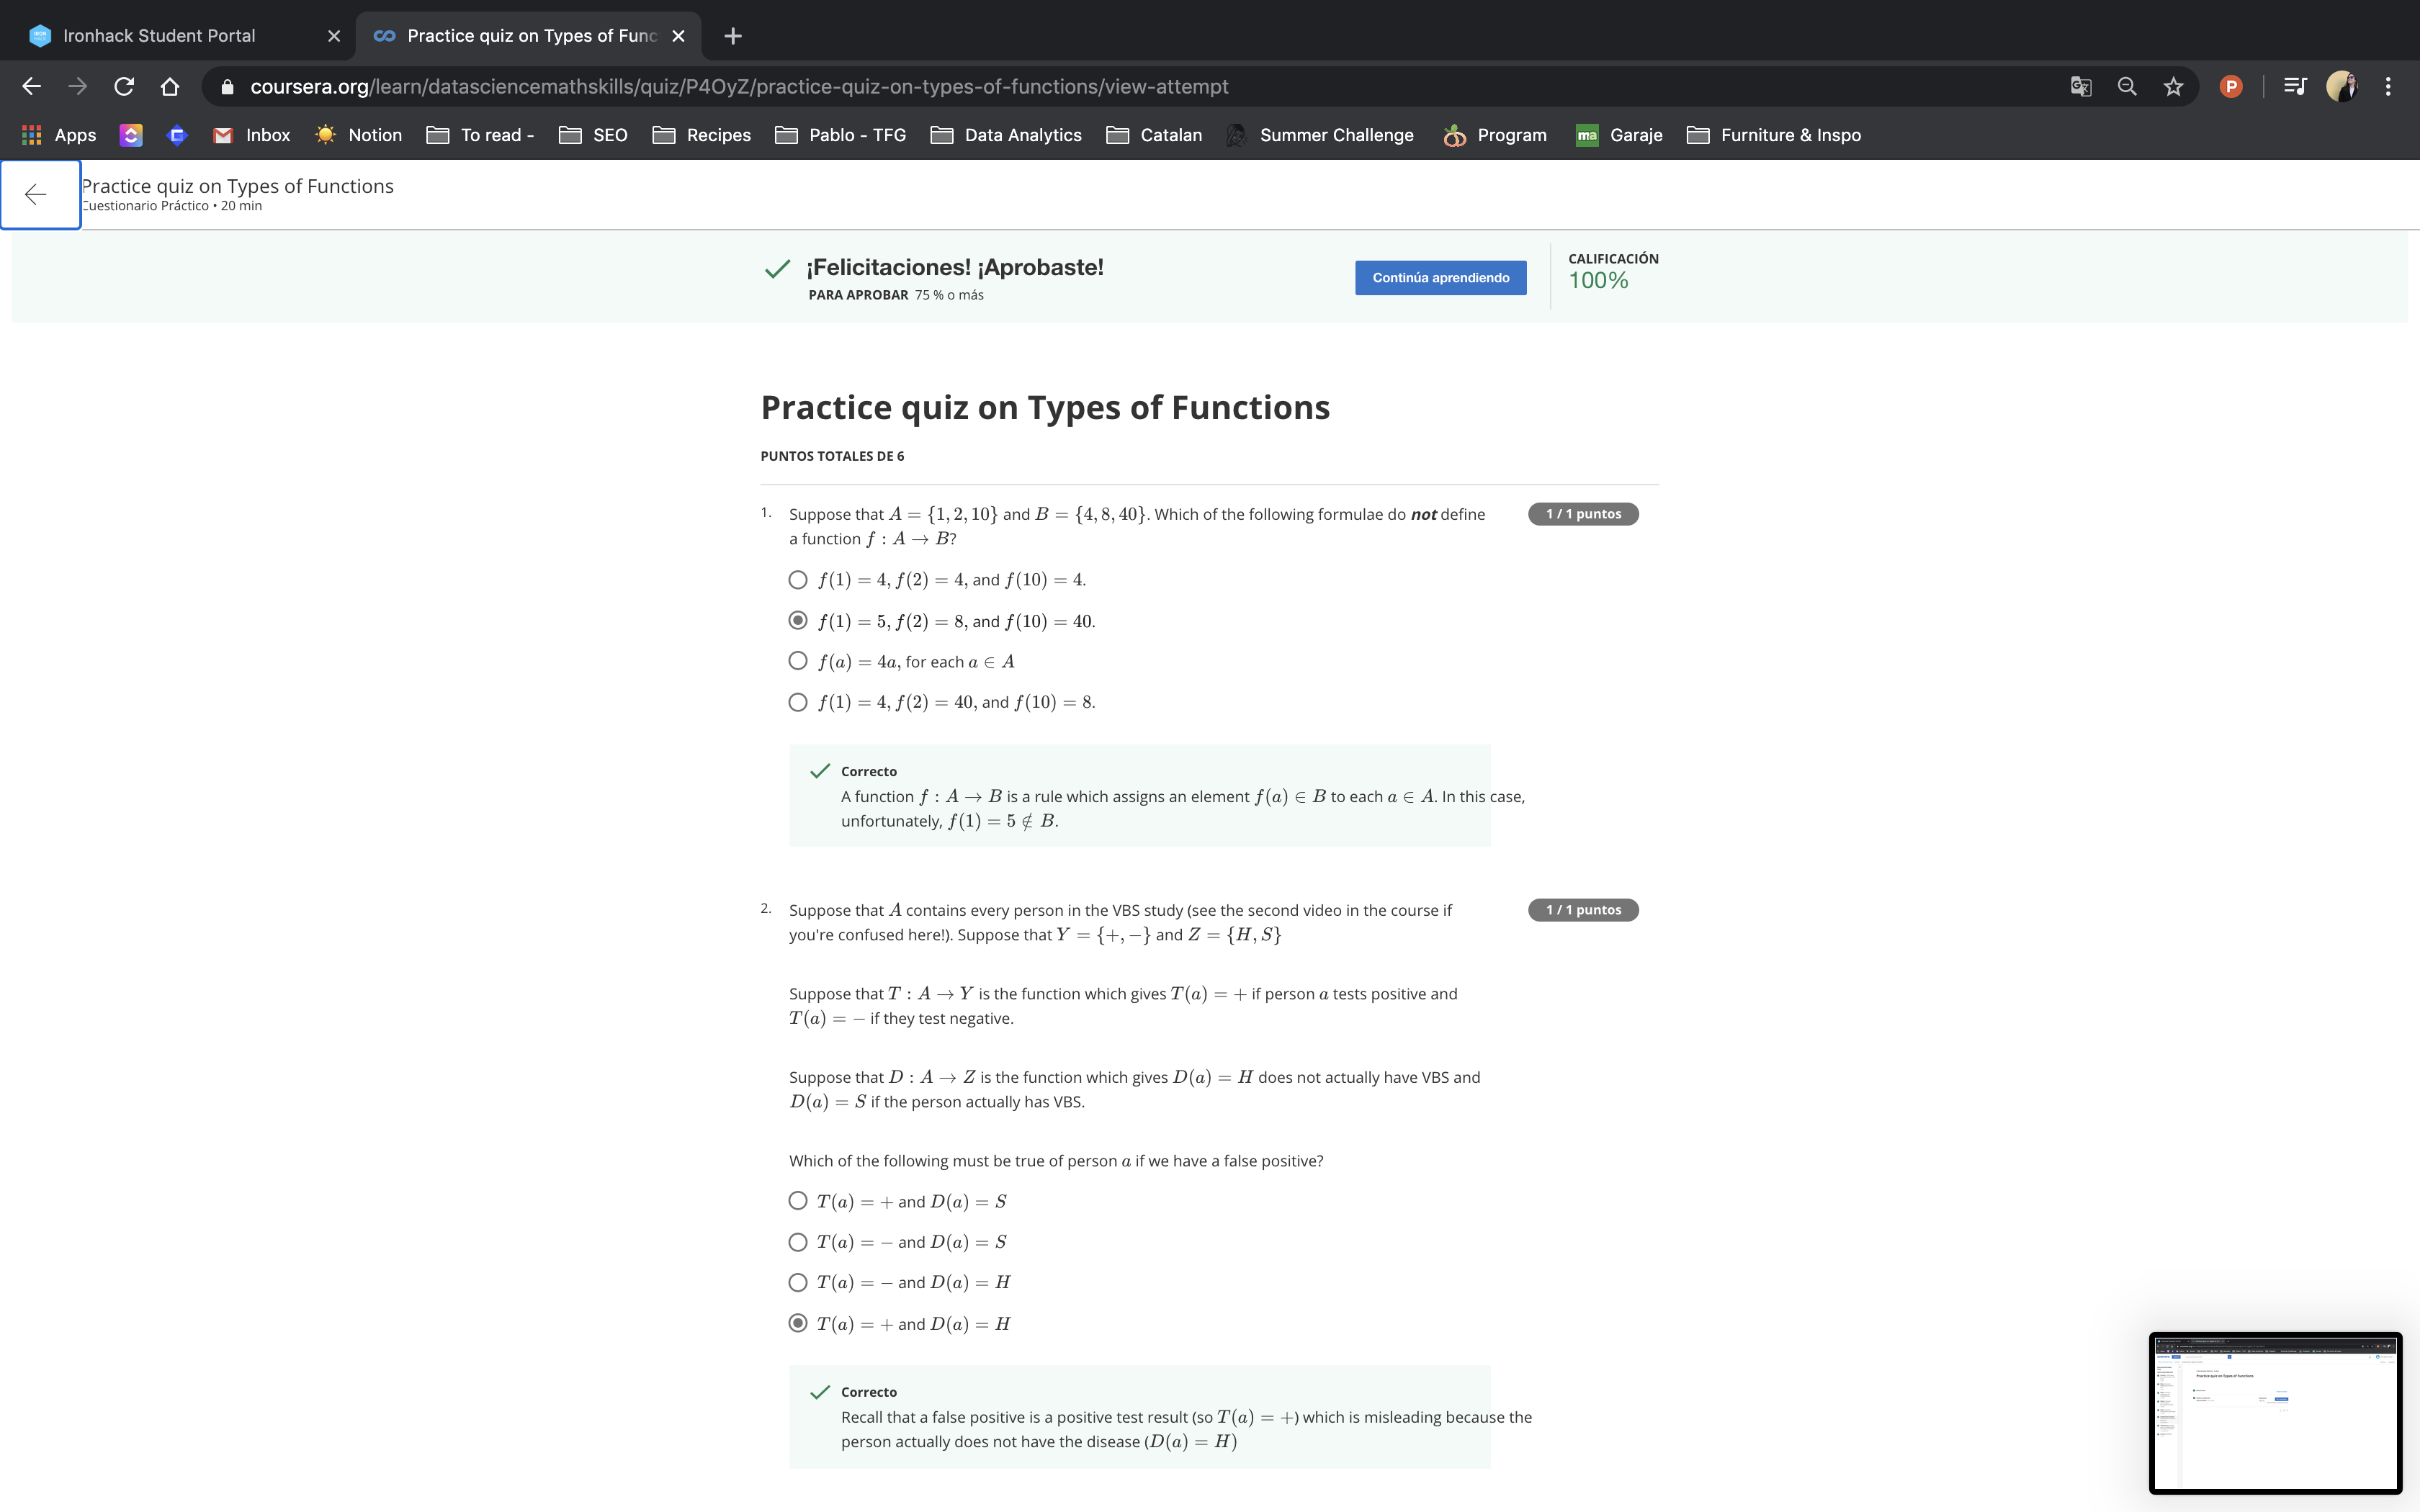 Ironhack Student Portal
Practice quiz on Types of Func
coursera.org/learn/datasciencemathskills/quiz/P4OyZ/practice-quiz-on-types-of-functions/view-attempt
P
Apps Inbox Notion To read - SEO Recipes Pablo - TFG Data Analytics Catalan Summer Challenge Program ma Garaje Furniture & Inspo
Practice quiz on Types of Functions
Cuestionario Práctico • 20 min
¡Felicitaciones! ¡Aprobaste!
PARA APROBAR 75 % o más
Continúa aprendiendo
CALIFICACIÓN
100%
Practice quiz on Types of Functions
PUNTOS TOTALES DE 6
1. Suppose that A = {1, 2, 10} and B = {4, 8, 40}. Which of the following formulae do not define
a function f : A → B?
1 / 1 puntos
f(1) = 4, f(2) = 4, and f(10) = 4.
f(1) = 5, f(2) = 8, and f(10) = 40.
f(a) = 4a, for each a ∈ A
f(1) = 4, f(2) = 40, and f(10) = 8.
Correcto
A function f : A → B is a rule which assigns an element f(a) ∈ B to each a ∈ A. In this case,
unfortunately, f(1) = 5 ∉ B.
2. Suppose that A contains every person in the VBS study (see the second video in the course if
you're confused here!). Suppose that Y = {+, −} and Z = {H, S}
1 / 1 puntos
Suppose that T : A → Y is the function which gives T(a) = + if person a tests positive and
T(a) = − if they test negative.
Suppose that D : A → Z is the function which gives D(a) = H does not actually have VBS and
D(a) = S if the person actually has VBS.
Which of the following must be true of person a if we have a false positive?
T(a) = + and D(a) = S
T(a) = − and D(a) = S
T(a) = − and D(a) = H
T(a) = + and D(a) = H
Correcto
Recall that a false positive is a positive test result (so T(a) = +) which is misleading because the
person actually does not have the disease (D(a) = H)
Practice quiz on Types of Functions